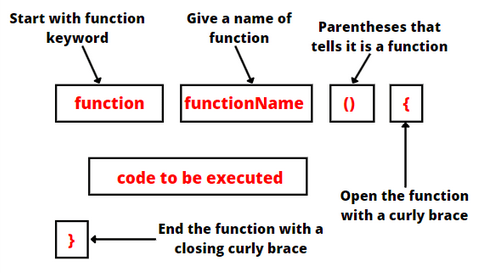 Start with function
keyword
Give a name of
function
Parentheses that
tells it is a function
function
functionName
()
{
code to be executed
Open the function
with a curly brace
}
End the function with a
closing curly brace